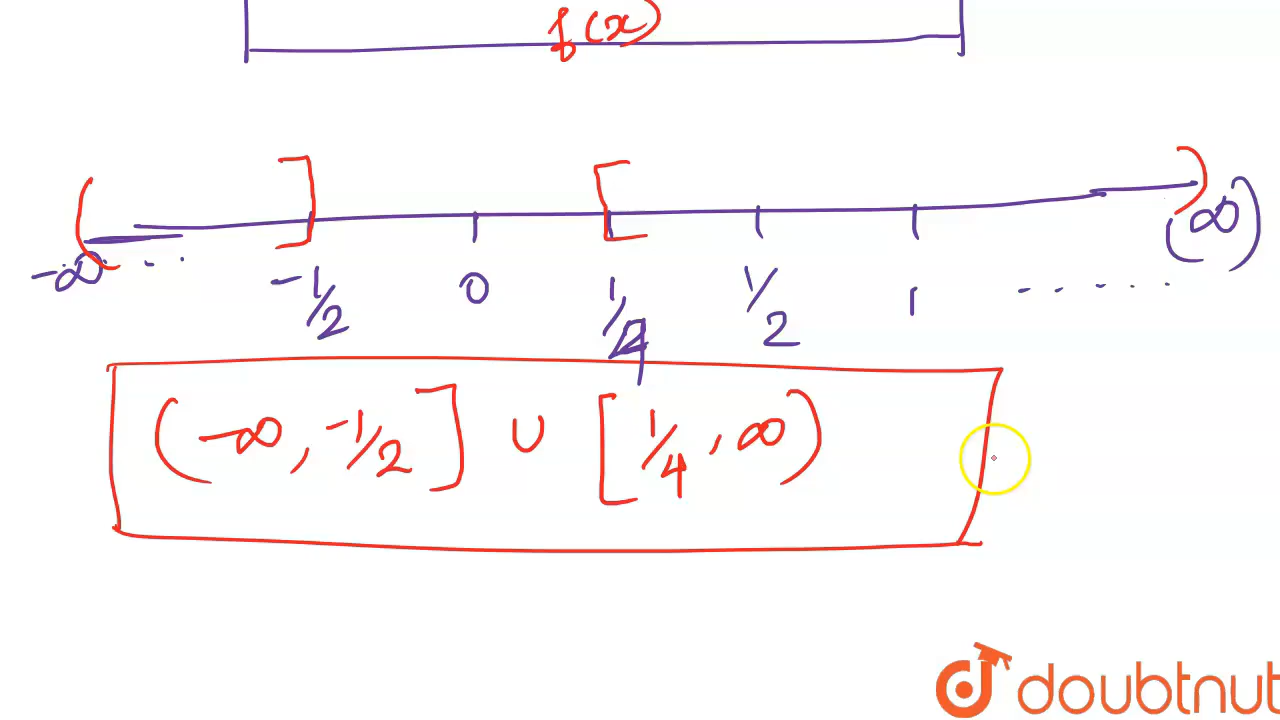 f(x)
(∞)
-∞ .. -1/2 0 1/4 1/2 1 ......
(-∞, -1/2] ∪ [1/4, ∞)
doubtnut